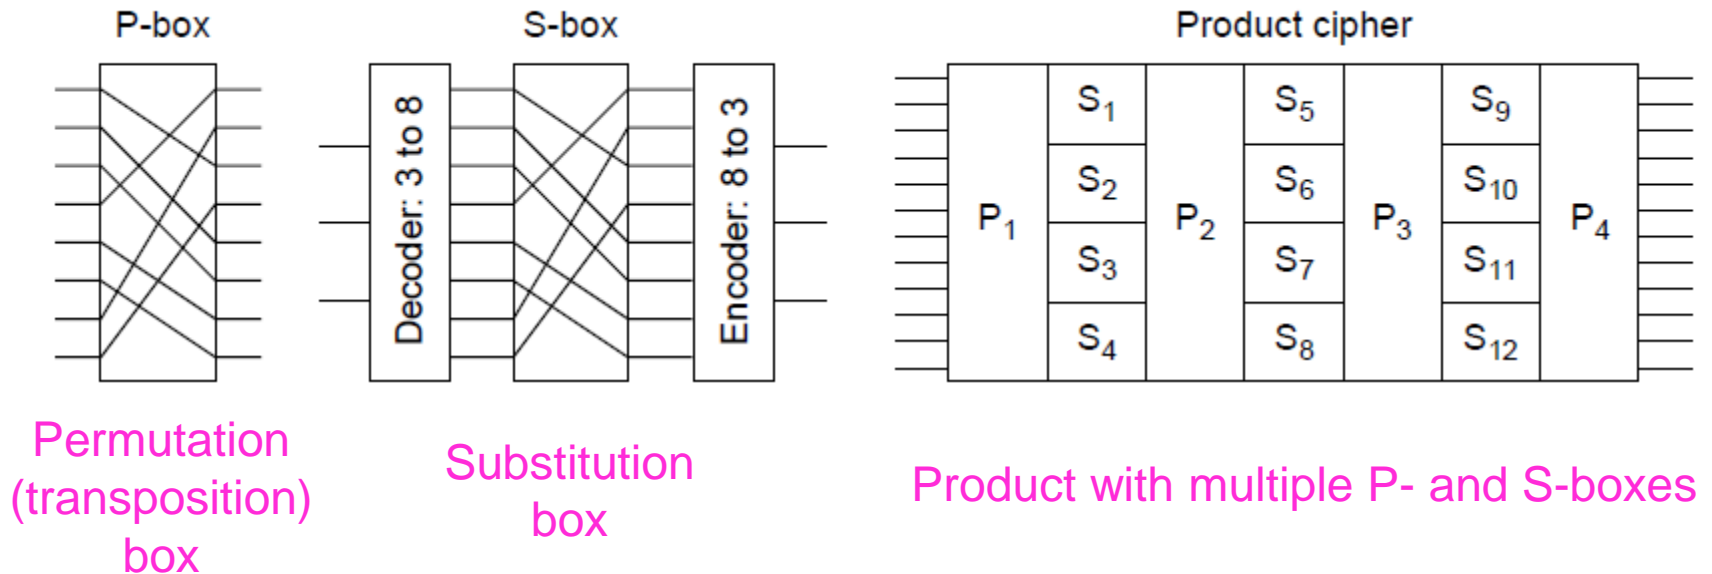 P-box
S-box
Product cipher
Decoder: 3 to 8
Encoder: 8 to 3
P₁
S₁
S₂
S₃
S₄
P₂
S₅
S₆
S₇
S₈
P₃
S₉
S₁₀
S₁₁
S₁₂
P₄
Permutation
(transposition)
box
Substitution
box
Product with multiple P- and S-boxes